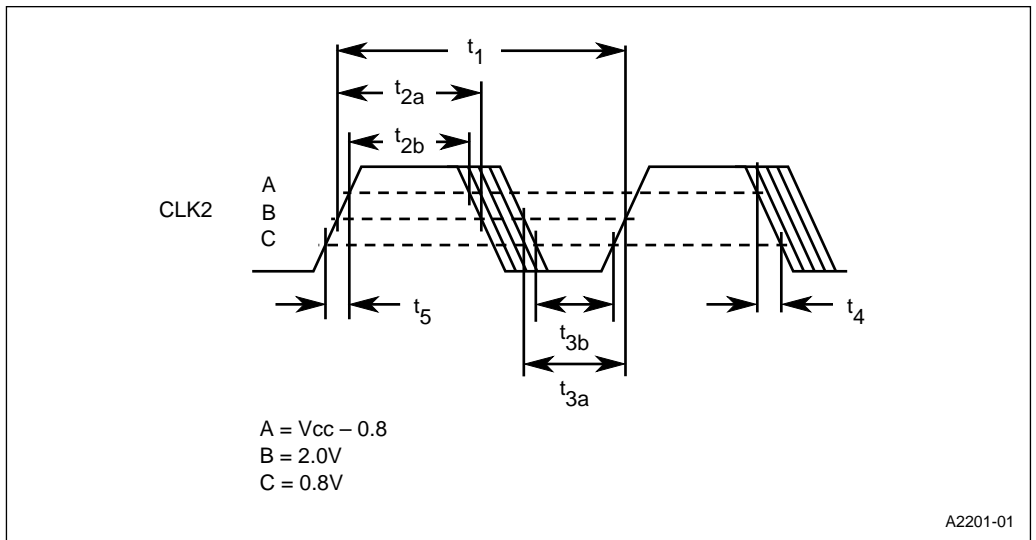 t1
t2a
t2b
A
CLK2 B
C
t5
t4
t3b
t3a
A = Vcc – 0.8
B = 2.0V
C = 0.8V
A2201-01